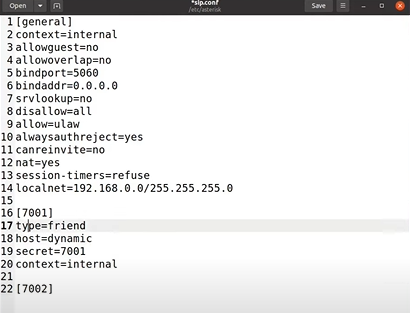 Open
*sip.conf
/etc/asterisk
Save
1 [general]
2 context=internal
3 allowguest=no
4 allowoverlap=no
5 bindport=5060
6 bindaddr=0.0.0.0
7 srvlookup=no
8 disallow=all
9 allow=ulaw
10 alwaysauthreject=yes
11 canreinvite=no
12 nat=yes
13 session-timers=refuse
14 localnet=192.168.0.0/255.255.255.0
15
16 [7001]
17 type=friend
18 host=dynamic
19 secret=7001
20 context=internal
21
22 [7002]